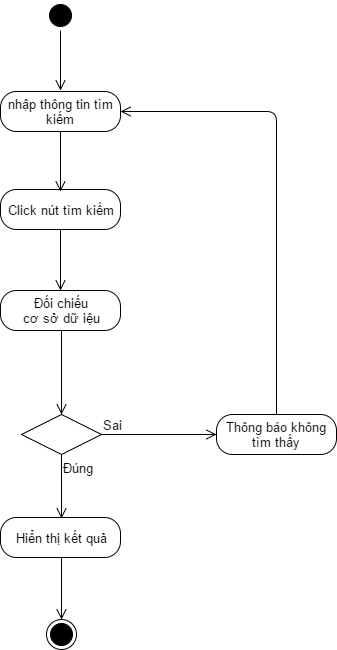 nhập thông tin tìm
kiếm
Click nút tìm kiếm
Đối chiếu
cơ sở dữ iệu
Sai
Thông báo không
tìm thấy
Đúng
Hiển thị kết quả